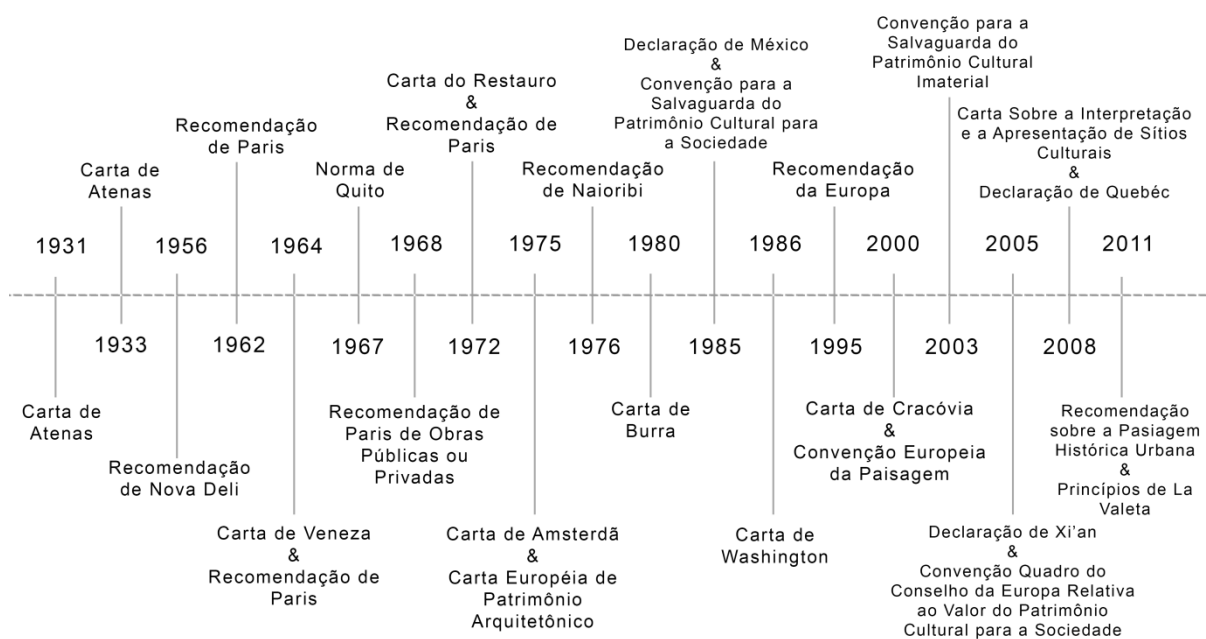 Convenção para a
Salvaguarda do
Patrimônio Cultural
Imaterial
Declaração de México
&
Convenção para a
Salvaguarda do
Patrimônio Cultural para
a Sociedade
Carta do Restauro
&
Recomendação de
Paris
Carta Sobre a Interpretação
e a Apresentação de Sítios
Culturais
&
Declaração de Quebéc
Recomendação
de Paris
Carta de
Atenas
Norma de
Quito
Recomendação
de Naioribi
Recomendação
da Europa
1931
1956
1964
1968
1975
1980
1986
2000
2005
2011
1933
1962
1967
1972
1976
1985
1995
2003
2008
Carta de
Atenas
Recomendação
de Nova Deli
Recomendação de
Paris de Obras
Públicas ou
Privadas
Carta de
Burra
Carta de Cracóvia
&
Convenção Europeia
da Paisagem
Recomendação
sobre a Pasiagem
Histórica Urbana
&
Princípios de La
Valeta
Carta de Veneza
&
Recomendação de
Paris
Carta de Amsterdã
&
Carta Européia de
Patrimônio
Arquitetônico
Carta de
Washington
Declaração de Xi'an
&
Convenção Quadro do
Conselho da Europa Relativa
ao Valor do Patrimônio
Cultural para a Sociedade